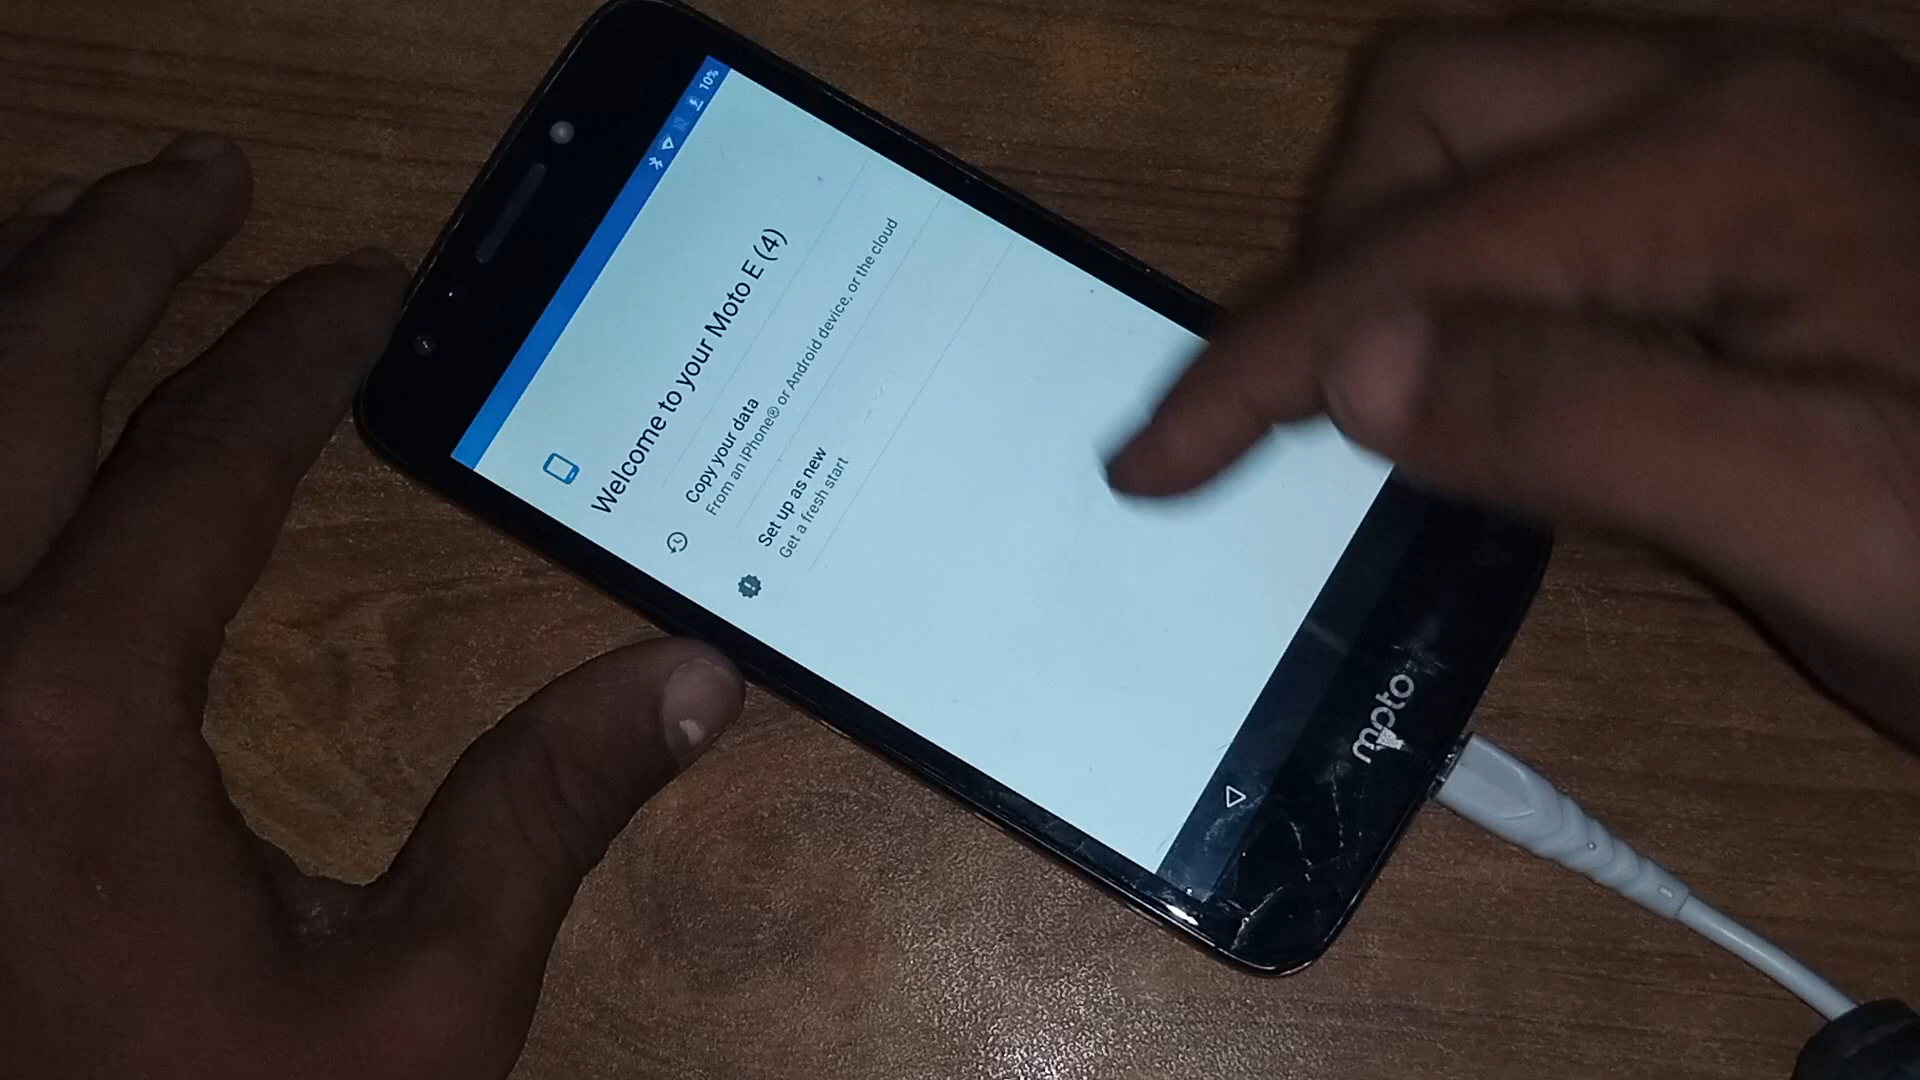 10%
Welcome to your Moto E (4)
Copy your data
From an iPhone® or Android device, or the cloud
Set up as new
Get a fresh start
moto